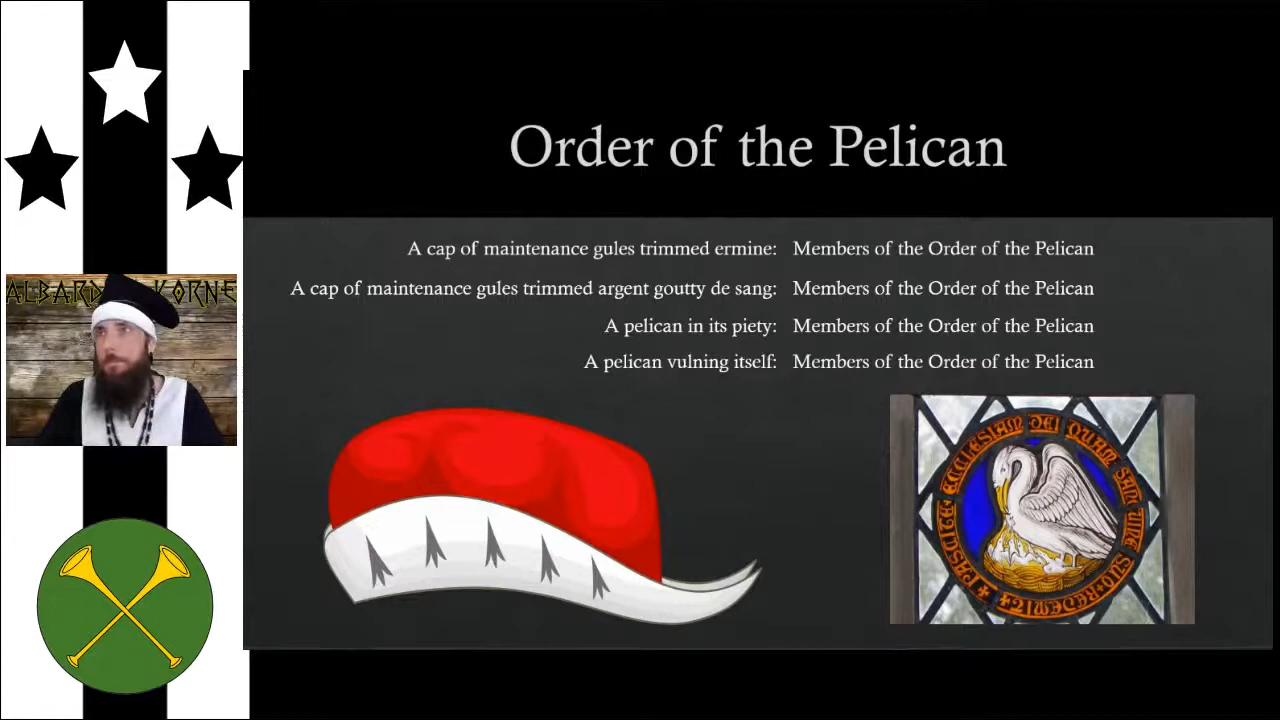 Order of the Pelican
A cap of maintenance gules trimmed ermine: Members of the Order of the Pelican
A cap of maintenance gules trimmed argent goutty de sang: Members of the Order of the Pelican
A pelican in its piety: Members of the Order of the Pelican
A pelican vulning itself: Members of the Order of the Pelican
KORNE